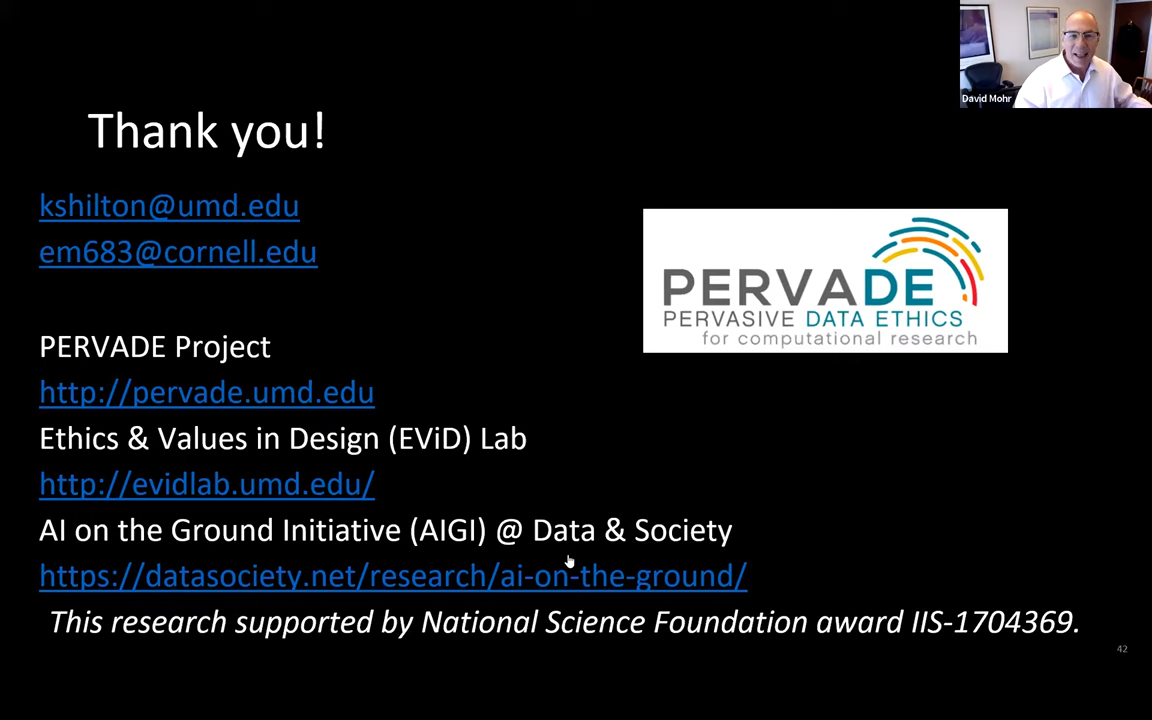 David Mohr
Thank you!
kshilton@umd.edu
em683@cornell.edu
PERVADE
PERVASIVE DATA ETHICS
for computational research
PERVADE Project
http://pervade.umd.edu
Ethics & Values in Design (EViD) Lab
http://evidlab.umd.edu/
AI on the Ground Initiative (AIGI) @ Data & Society
https://datasociety.net/research/ai-on-the-ground/
This research supported by National Science Foundation award IIS-1704369.
42